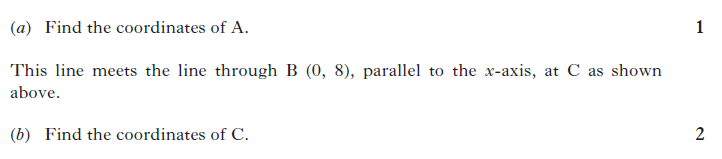 (a) Find the coordinates of A. 1
This line meets the line through B (0, 8), parallel to the x-axis, at C as shown
above.
(b) Find the coordinates of C. 2